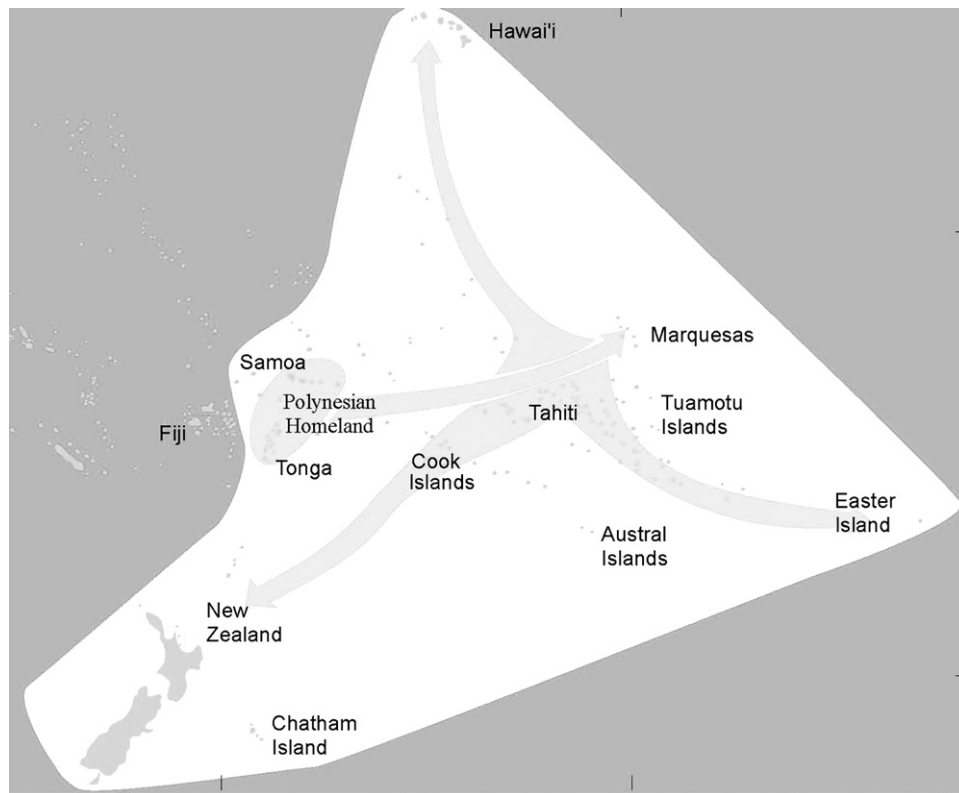 Hawai'i
Marquesas
Samoa
Polynesian
Homeland
Tahiti
Tuamotu
Islands
Fiji
Tonga
Cook
Islands
Easter
Island
Austral
Islands
New
Zealand
Chatham
Island